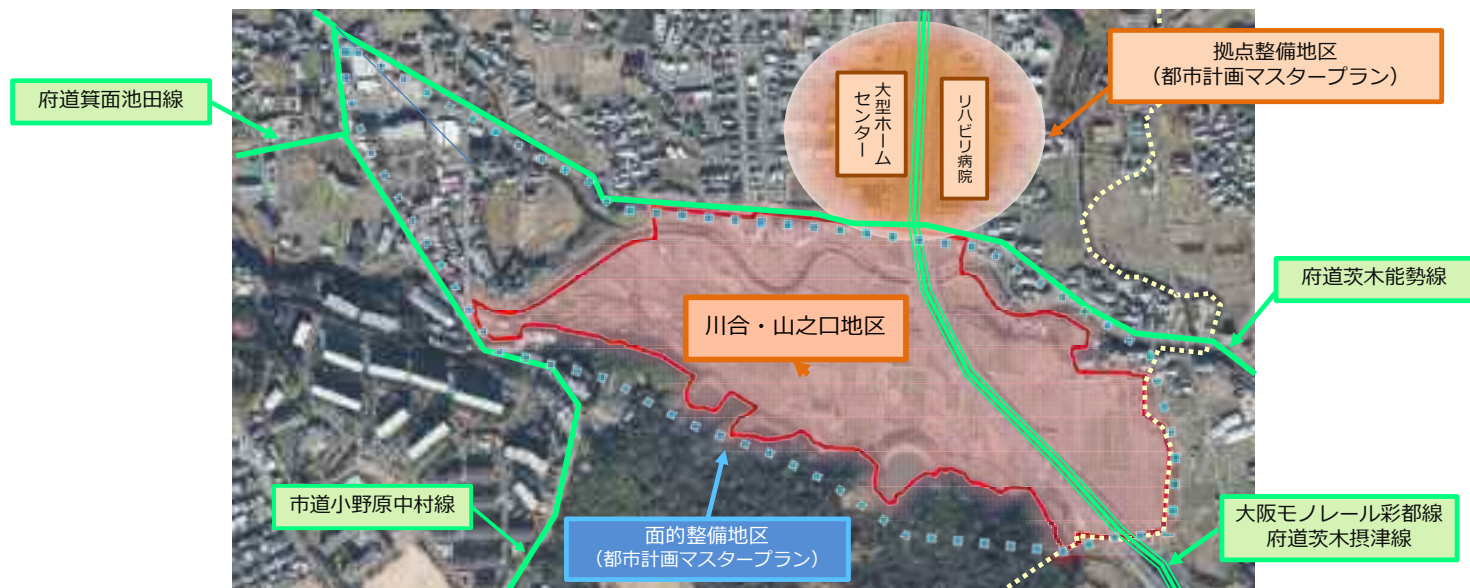 拠点整備地区
（都市計画マスタープラン）
府道箕面池田線
大型ホーム
センター
リハビリ病院
府道茨木能勢線
川合・山之口地区
市道小野原中村線
面的整備地区
（都市計画マスタープラン）
大阪モノレール彩都線
府道茨木摂津線